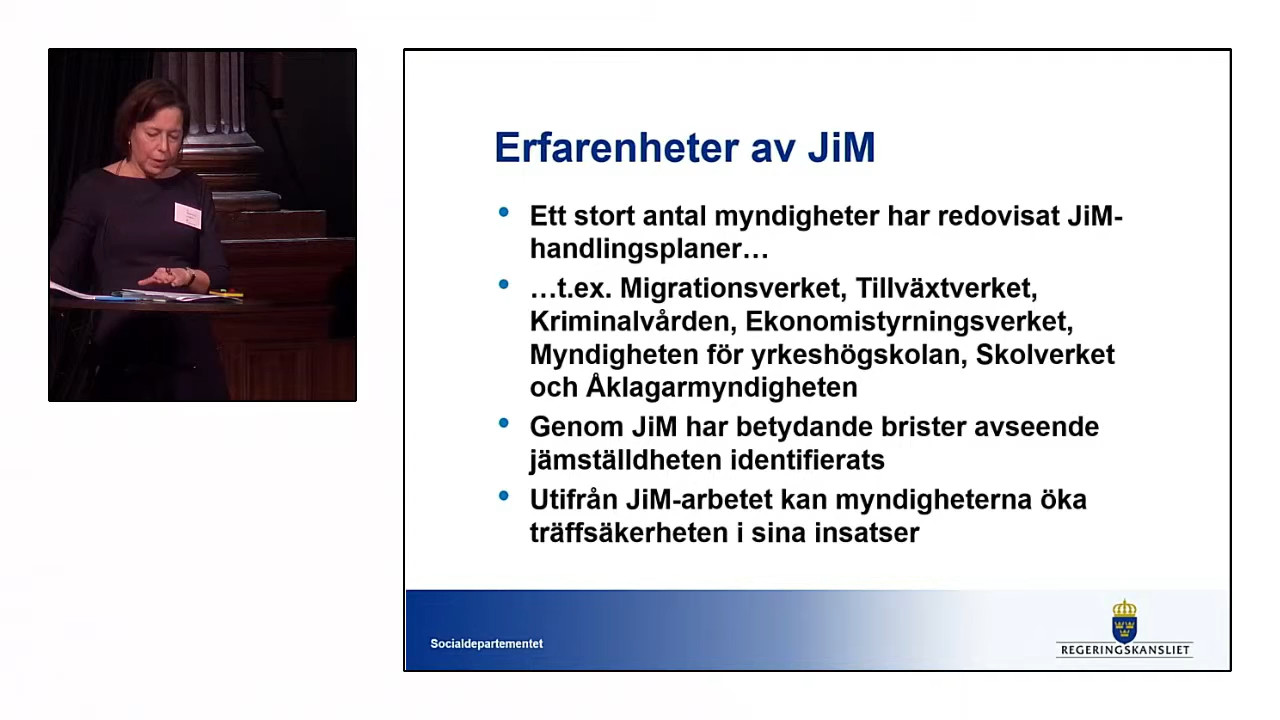 Erfarenheter av JiM
• Ett stort antal myndigheter har redovisat JiM-
handlingsplaner…
• …t.ex. Migrationsverket, Tillväxtverket,
Kriminalvården, Ekonomistyrningsverket,
Myndigheten för yrkeshögskolan, Skolverket
och Åklagarmyndigheten
• Genom JiM har betydande brister avseende
jämställdheten identifierats
• Utifrån JiM-arbetet kan myndigheterna öka
träffsäkerheten i sina insatser
Socialdepartementet
REGERINGSKANSLIET